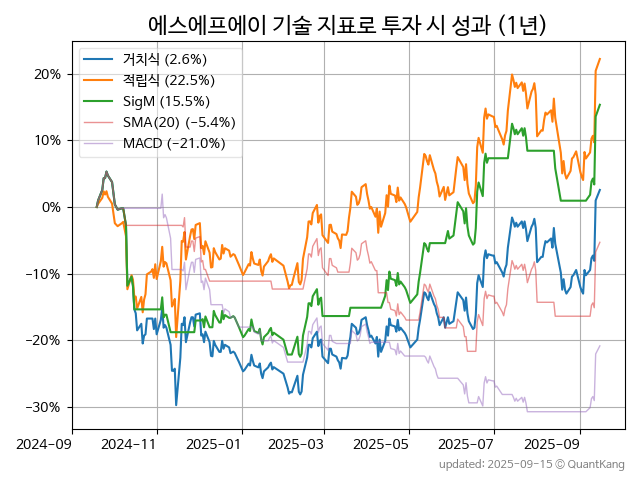 에스에프에이 기술 지표로 투자 시 성과 (1년)
거치식 (2.6%)
적립식 (22.5%)
SigM (15.5%)
SMA(20) (−5.4%)
MACD (−21.0%)
20%
10%
0%
−10%
−20%
−30%
2024-09 2024-11 2025-01 2025-03 2025-05 2025-07 2025-09
updated: 2025-09-15 © QuantKang